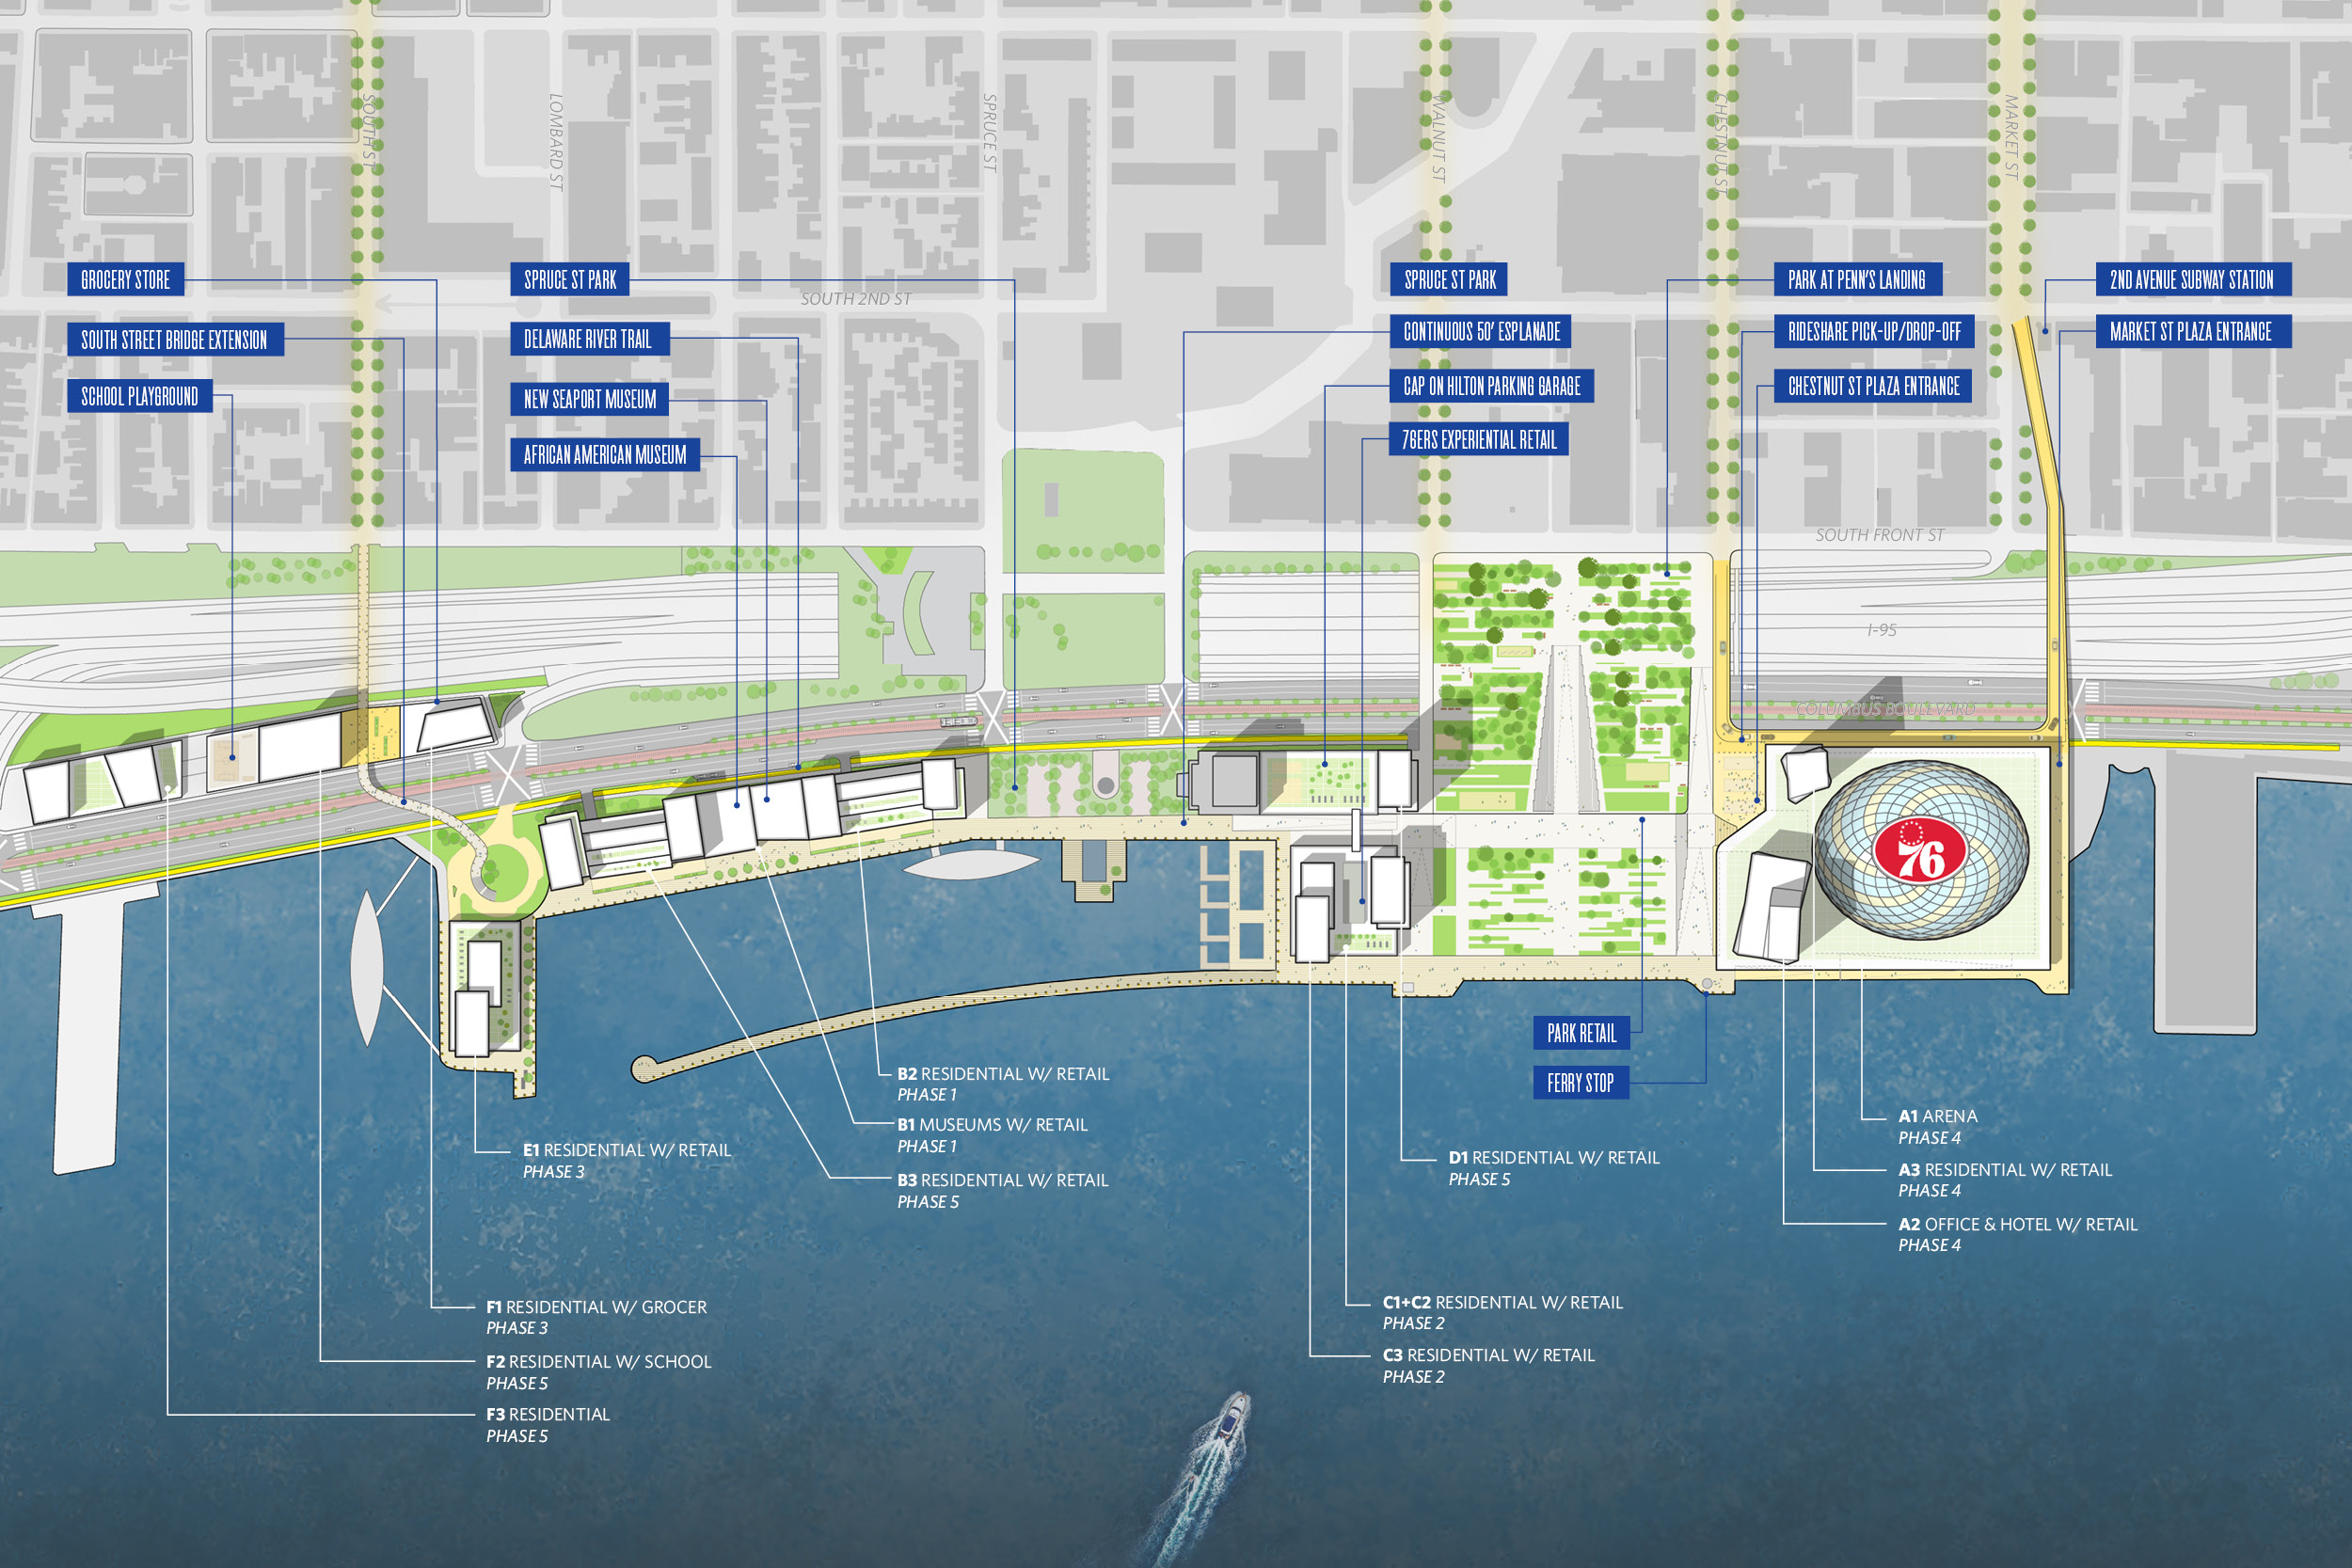 SOUTH ST
LOMBARD ST
SPRUCE ST
WALNUT ST
CHESTNUT ST
MARKET ST
GROCERY STORE
SOUTH STREET BRIDGE EXTENSION
SCHOOL PLAYGROUND
SPRUCE ST PARK
DELAWARE RIVER TRAIL
NEW SEAPORT MUSEUM
AFRICAN AMERICAN MUSEUM
SOUTH 2ND ST
SPRUCE ST PARK
CONTINUOUS 50' ESPLANADE
CAP ON HILTON PARKING GARAGE
76ERS EXPERIENTIAL RETAIL
PARK AT PENN'S LANDING
RIDESHARE PICK-UP/DROP-OFF
CHESTNUT ST PLAZA ENTRANCE
2ND AVENUE SUBWAY STATION
MARKET ST PLAZA ENTRANCE
SOUTH FRONT ST
I-95
COLUMBUS BOULEVARD
76
PARK RETAIL
FERRY STOP
B2 RESIDENTIAL W/ RETAIL
PHASE 1
B1 MUSEUMS W/ RETAIL
PHASE 1
B3 RESIDENTIAL W/ RETAIL
PHASE 5
E1 RESIDENTIAL W/ RETAIL
PHASE 3
D1 RESIDENTIAL W/ RETAIL
PHASE 5
A1 ARENA
PHASE 4
A3 RESIDENTIAL W/ RETAIL
PHASE 4
A2 OFFICE & HOTEL W/ RETAIL
PHASE 4
F1 RESIDENTIAL W/ GROCER
PHASE 3
F2 RESIDENTIAL W/ SCHOOL
PHASE 5
F3 RESIDENTIAL
PHASE 5
C1+C2 RESIDENTIAL W/ RETAIL
PHASE 2
C3 RESIDENTIAL W/ RETAIL
PHASE 2